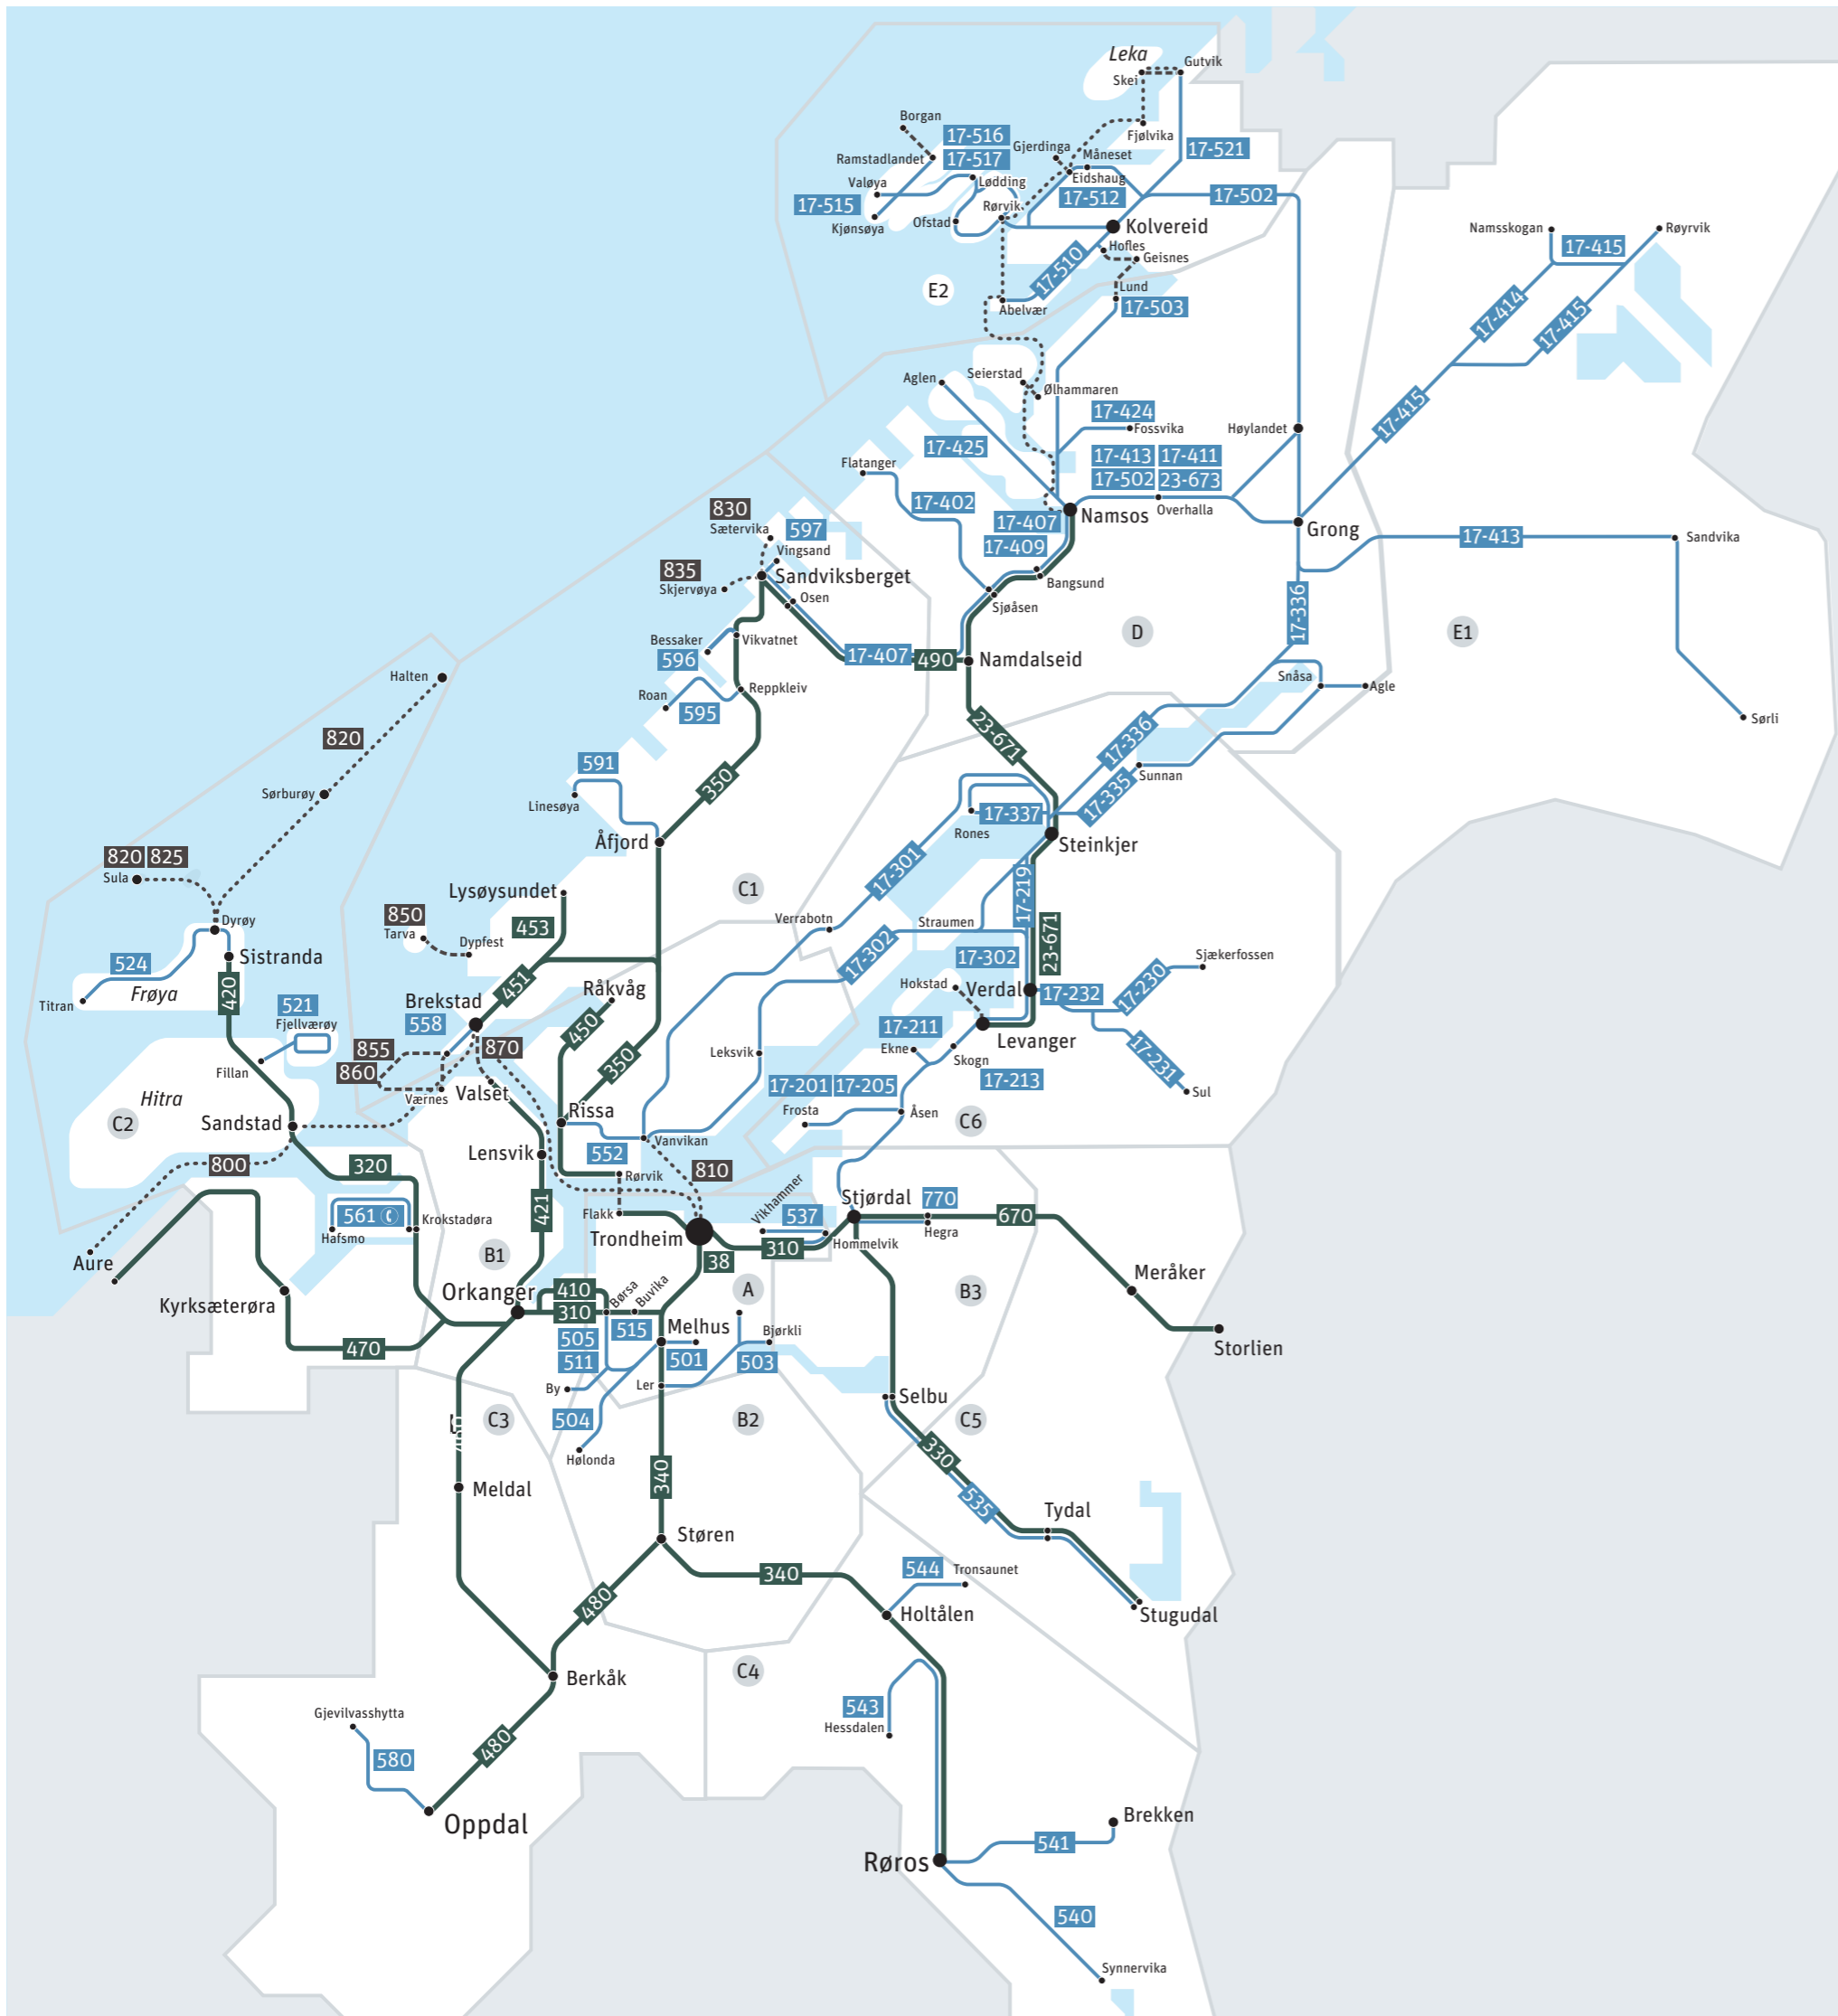 Leka
Gutvik
Skei
Borgan
17-516
Fjølvika
Gjerdinga
Måneset
17-521
Ramstadlandet
17-517
Eidshaug
Valøya
Lødding
17-512
17-502
17-515
Rørvik
Kjønsøya
Ofstad
Kolvereid
Namsskogan
Røyrvik
17-415
Hofles
Geisnes
17-510
E2
Lund
Abelvær
17-503
17-414
17-415
Aglen
Seierstad
Ølhammaren
17-415
17-424
Fossvika
Høylandet
17-425
17-413
17-411
Flatanger
17-502
23-673
17-402
Overhalla
830
Sætervika
597
17-407
Namsos
Grong
17-413
Sandvika
Vingsand
17-409
835
Sandviksberget
Bangsund
Skjervøya
Osen
Sjøåsen
17-336
D
E1
Bessaker
Vikvatnet
596
17-407
490
Namdalseid
Halten
Snåsa
Agle
Roan
Reppkleiv
595
Sørli
820
23-671
17-336
591
350
Sunnan
Sørburøy
Linesøya
17-335
17-337
Rones
Åfjord
Steinkjer
820
825
Sula
17-301
17-219
Lysøysundet
C1
850
Tarva
453
Verrabotn
Straumen
Dyrøy
Dypfest
23-671
Sistranda
17-302
17-302
Sjækerfossen
524
451
Hokstad
Titran
Frøya
420
Råkvåg
Verdal
17-232
17-230
521
Brekstad
Fjellværøy
558
450
17-211
Levanger
855
870
Ekne
Skogn
17-231
Fillan
860
350
Leksvik
17-213
Værnes
Valset
17-201
17-205
Sul
Hitra
C2
Rissa
Frosta
Åsen
C6
Sandstad
Vanvikan
Lensvik
552
800
320
Rørvik
810
421
Flakk
Vikhammer
Stjørdal
770
561
Krokstadøra
537
670
Hafsmo
Trondheim
Hommelvik
Hegra
Aure
B1
38
310
Meråker
Orkanger
410
Børsa
Buvika
A
B3
Kyrksæterøra
310
505
515
Melhus
Bjørkli
Storlien
470
511
501
503
By
Ler
Selbu
C3
504
B2
C5
Hølonda
330
340
Meldal
535
Tydal
Støren
544
Tronsaunet
340
480
Holtålen
Stugudal
Berkåk
C4
Gjevilvasshytta
543
Hessdalen
480
580
Oppdal
Brekken
541
Røros
540
Synnervika